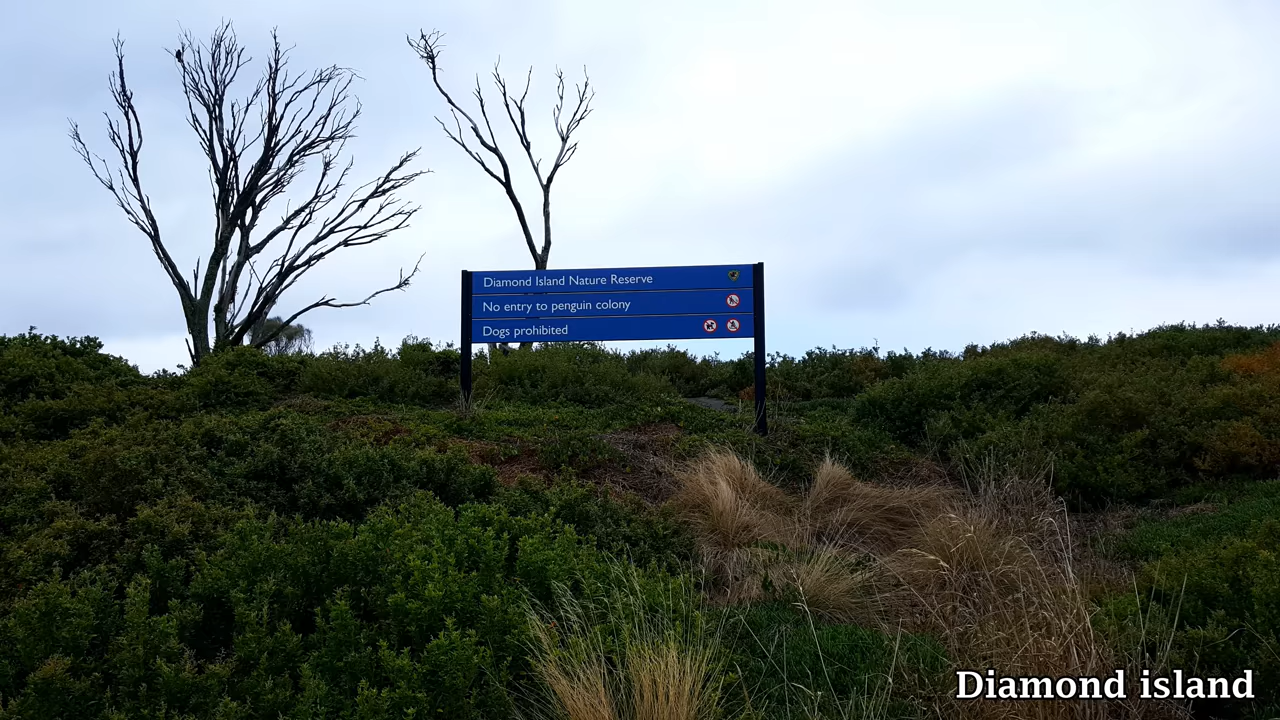 Diamond Island Nature Reserve
No entry to penguin colony
Dogs prohibited
Diamond island